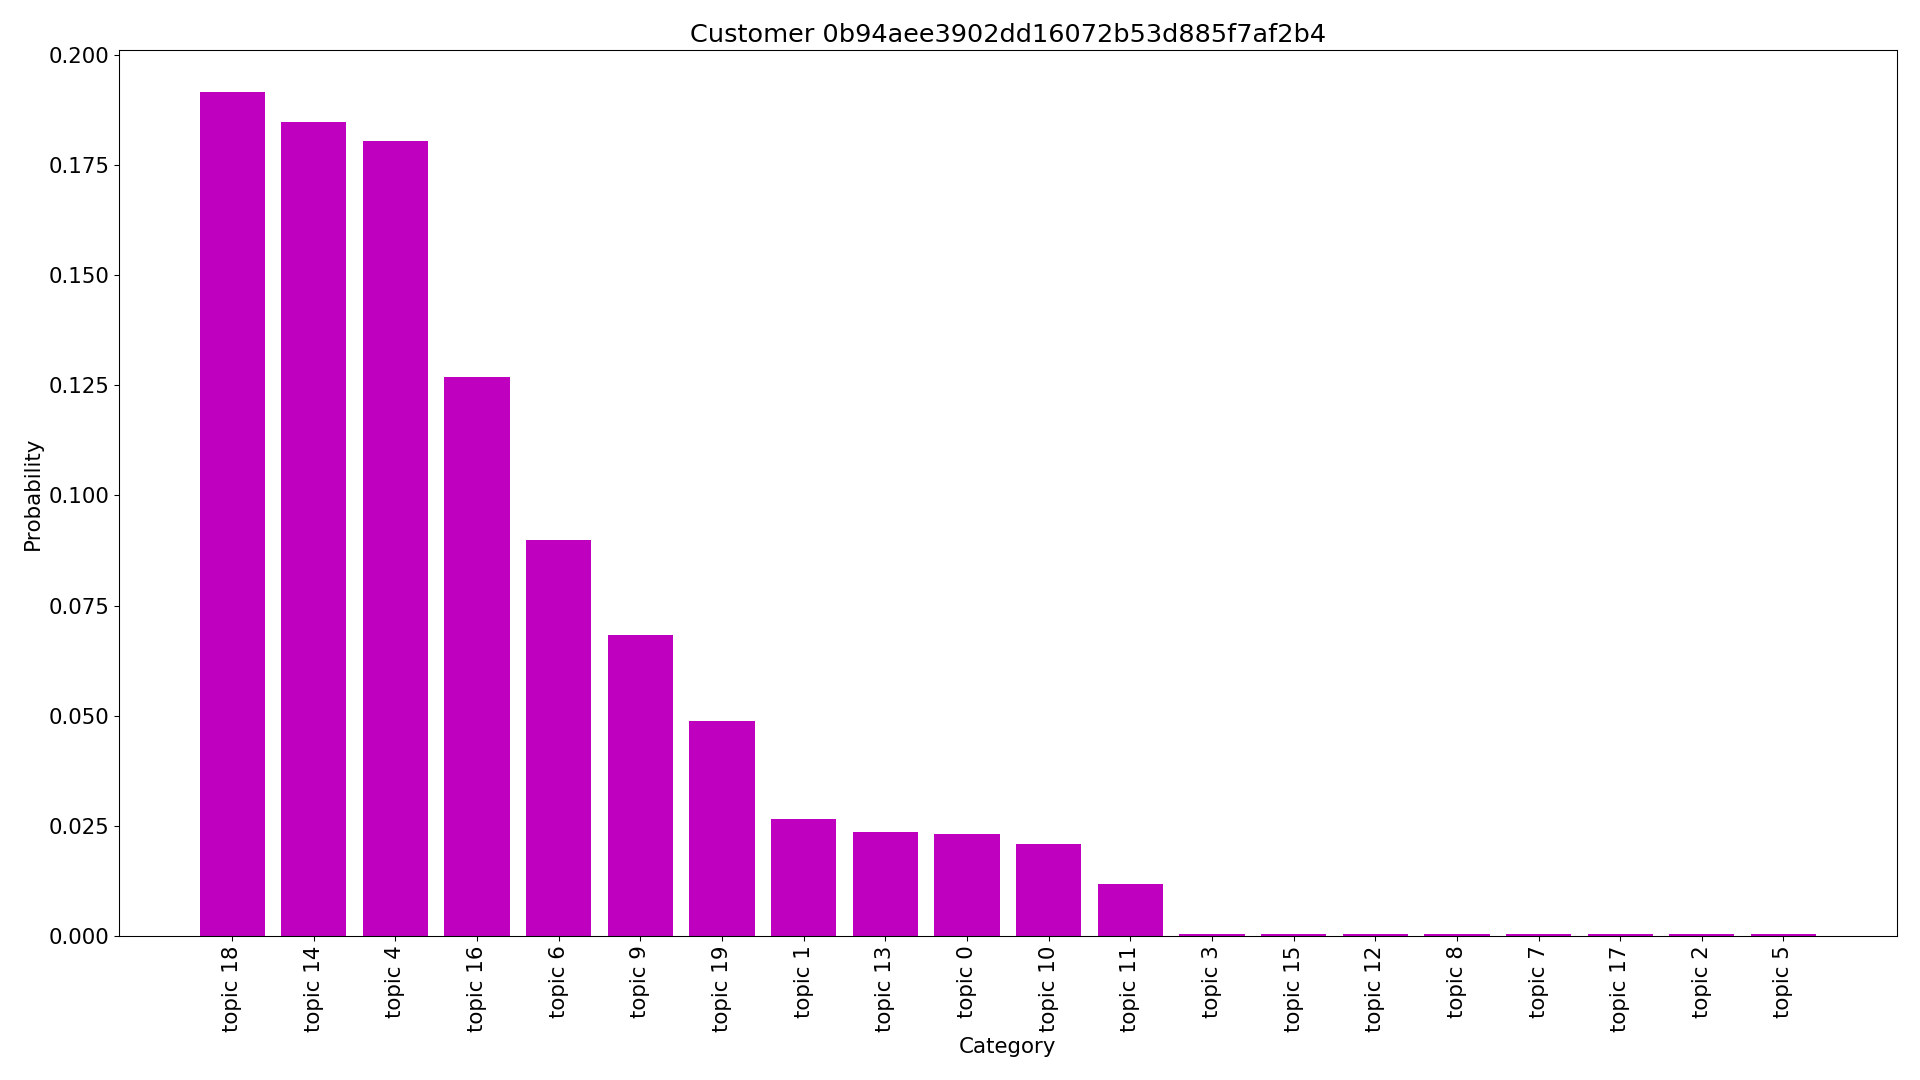 Customer 0b94aee3902dd16072b53d885f7af2b4
Probability
0.200
0.175
0.150
0.125
0.100
0.075
0.050
0.025
0.000
topic 18
topic 14
topic 4
topic 16
topic 6
topic 9
topic 19
topic 1
topic 13
topic 0
topic 10
topic 11
topic 3
topic 15
topic 12
topic 8
topic 7
topic 17
topic 2
topic 5
Category